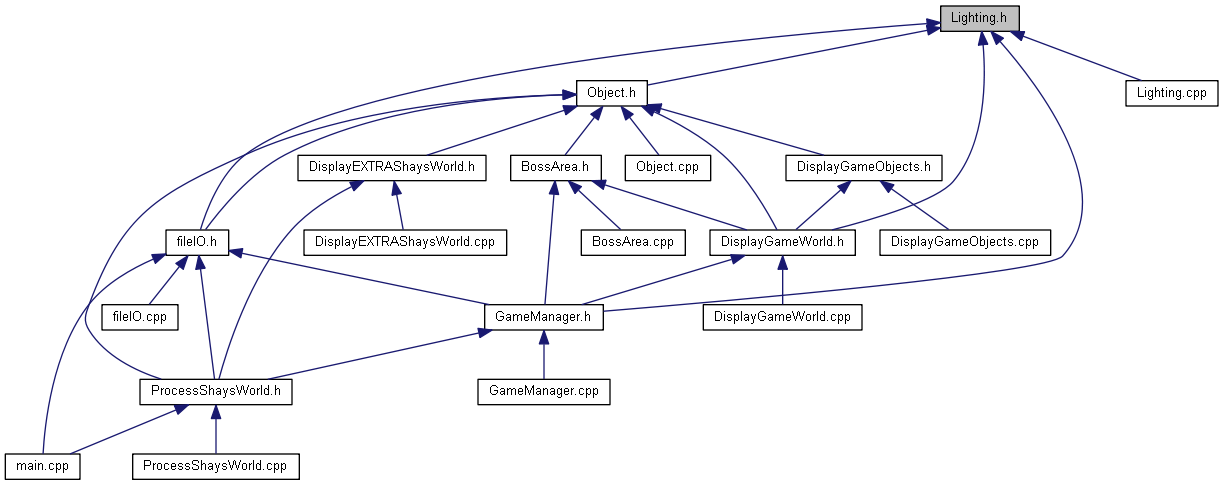 Lighting.h
Object.h
Lighting.cpp
DisplayEXTRAShaysWorld.h
BossArea.h
Object.cpp
DisplayGameObjects.h
fileIO.h
DisplayEXTRAShaysWorld.cpp
BossArea.cpp
DisplayGameWorld.h
DisplayGameObjects.cpp
fileIO.cpp
GameManager.h
DisplayGameWorld.cpp
ProcessShaysWorld.h
GameManager.cpp
main.cpp
ProcessShaysWorld.cpp